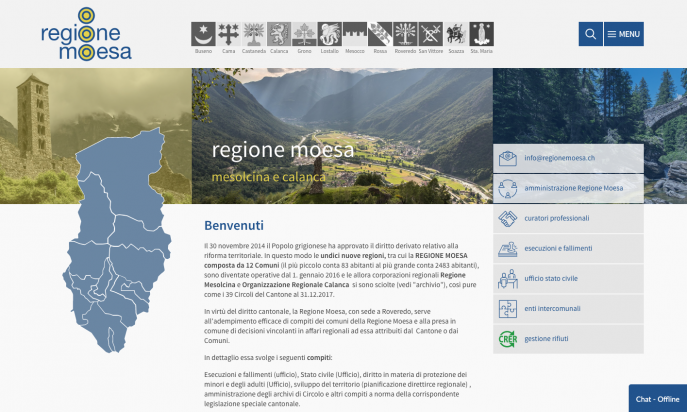 regione
moesa
Buseno Cama Castaneda Calanca Grono Lostallo Mesocco Rossa Roveredo San Vittore Soazza Sta. Maria
MENU
regione moesa
mesolcina e calanca
info@regionemoesa.ch
amministrazione Regione Moesa
curatori professionali
esecuzioni e fallimenti
ufficio stato civile
enti intercomunali
CRER
gestione rifiuti
Benvenuti
Il 30 novembre 2014 il Popolo grigionese ha approvato il diritto derivato relativo alla
riforma territoriale. In questo modo le undici nuove regioni, tra cui la REGIONE MOESA
composta da 12 Comuni (il più piccolo conta 83 abitanti al più grande conta 2483 abitanti),
sono diventate operative dal 1. gennaio 2016 e le allora corporazioni regionali Regione
Mesolcina e Organizzazione Regionale Calanca si sono sciolte (vedi "archivio"), così pure
come i 39 Circoli del Cantone al 31.12.2017.
In virtù del diritto cantonale, la Regione Moesa, con sede a Roveredo, serve
all'adempimento efficace di compiti dei comuni della Regione Moesa e alla presa in
comune di decisioni vincolanti in affari regionali ad essa attribuiti dal Cantone o dai
Comuni.
In dettaglio essa svolge i seguenti compiti:
Esecuzioni e fallimenti (ufficio), Stato civile (Ufficio), diritto in materia di protezione dei
minori e degli adulti (Ufficio), sviluppo del territorio (pianificazione direttirce regionale) ,
amministrazione degli archivi di Circolo e altri compiti a norma della corrispondente
legislazione speciale cantonale.
Chat - Offline